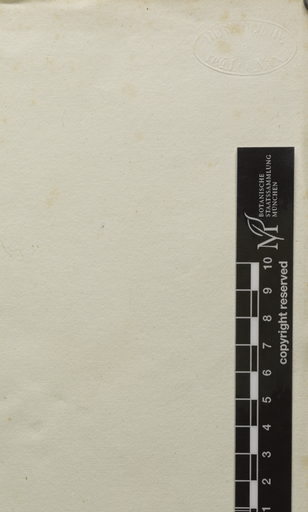 BOTANISCHE
STAATSSAMMLUNG
MÜNCHEN
M
10
9
8
7
6
5
4
3
2
1
copyright reserved